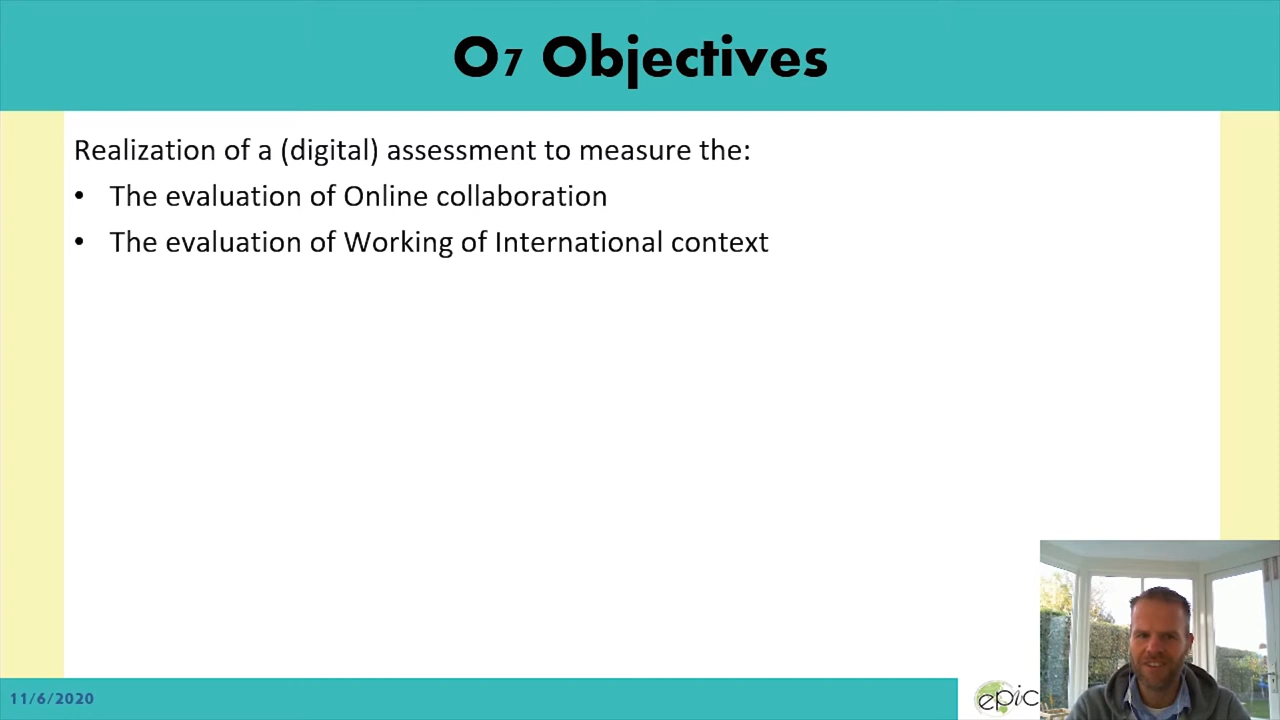 O7 Objectives
Realization of a (digital) assessment to measure the:
• The evaluation of Online collaboration
• The evaluation of Working of International context
11/6/2020
epic